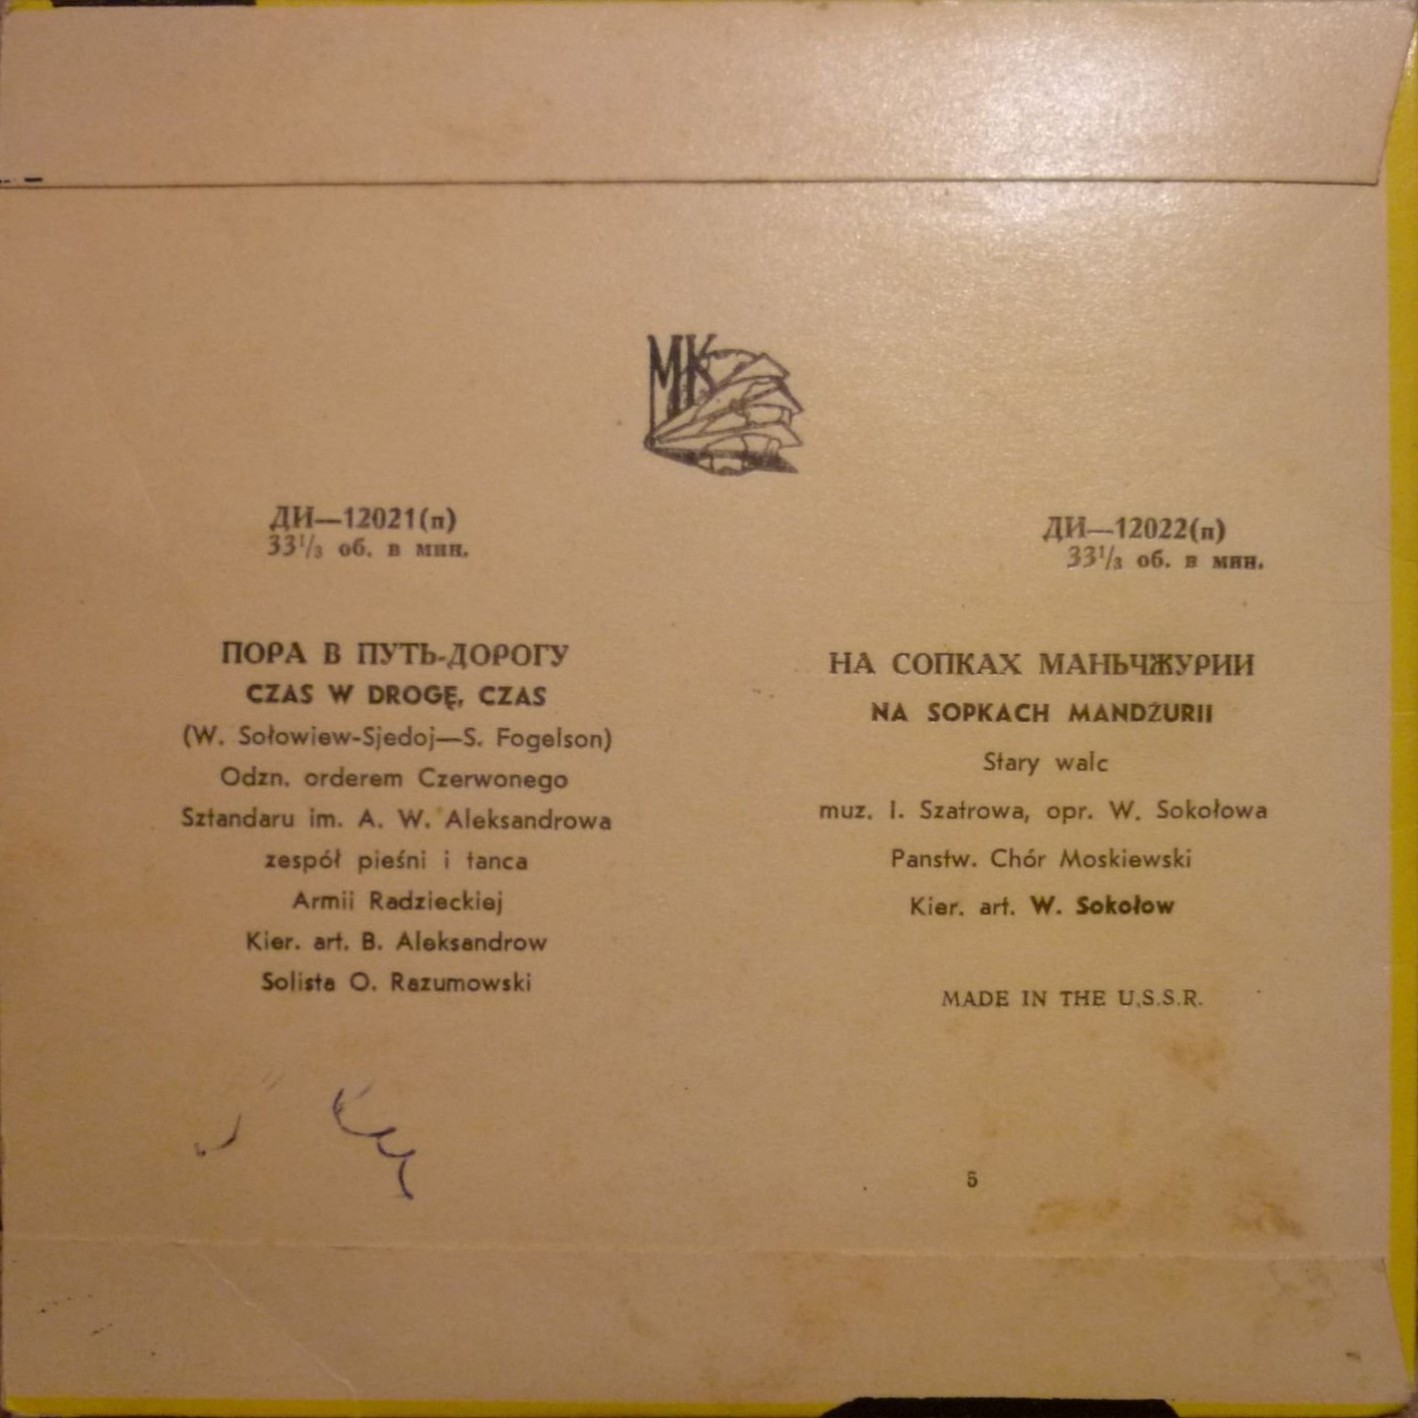 МК
ДИ—12021(п)
33¹/₃ об. в мин.
ПОРА В ПУТЬ-ДОРОГУ
CZAS W DROGĘ, CZAS
(W. Sołowiew-Sjedoj—S. Fogelson)
Odzn. orderem Czerwonego
Sztandaru im. A. W. Aleksandrowa
zespół pieśni i tanca
Armii Radzieckiej
Kier. art. B. Aleksandrow
Solista O. Razumowski
ДИ—12022(п)
33¹/₃ об. в мин.
НА СОПКАХ МАНЬЧЖУРИИ
NA SOPKACH MANDŻURII
Stary walc
muz. I. Szatrowa, opr. W. Sokołowa
Panstw. Chór Moskiewski
Kier. art. W. Sokołow
MADE IN THE U.S.S.R.
5